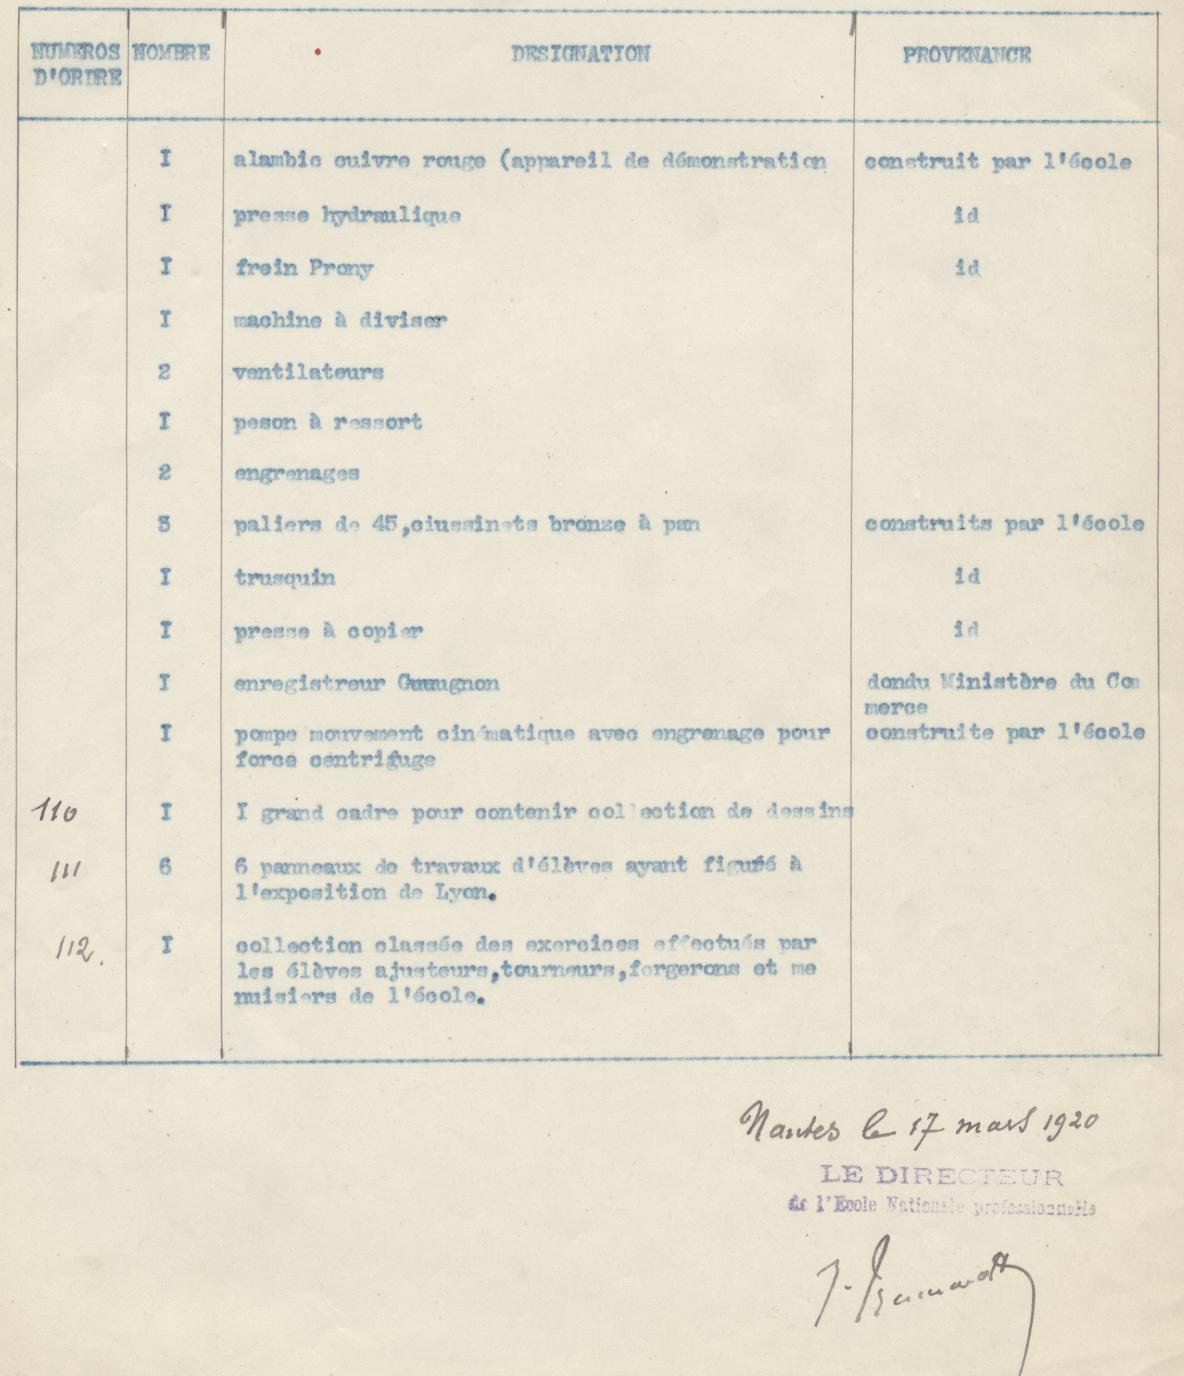 NUMEROS NOMBRE DESIGNATION PROVENANCE
D'ORDRE
I alambic cuivre rouge (appareil de démonstration construit par l'école
I presse hydraulique id
I frein Prony id
I machine à diviser
2 ventilateurs
I peson à ressort
2 engrenages
3 paliers de 45,ciussinets bronze à pan construits par l'école
I trusquin id
I presse à copier id
I enregistreur dondu Ministère du Com
merce
I pompe mouvement cinématique avec engrenage pour construite par l'école
force centrifuge
110 I I grand cadre pour contenir collection de dessins
111 6 6 panneaux de travaux d'élèves ayant figuré à
l'exposition de Lyon.
112. I collection classée des exercices effectués par
les élèves ajusteurs,tourneurs,forgerons et me
nuisiers de l'école.
Nantes le 17 mars 1920
LE DIRECTEUR
de l'Ecole Nationale professionnelle